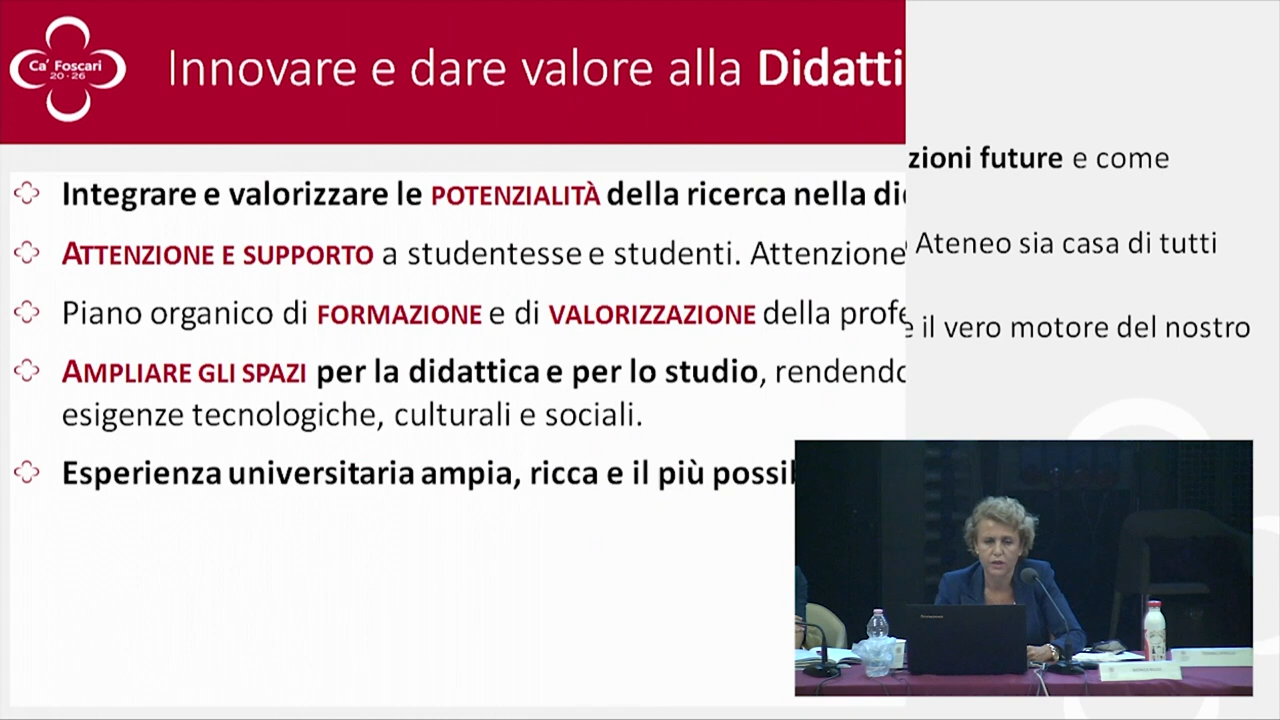 Ca' Foscari
20·26
Innovare e dare valore alla Didatti
zioni future e come
Integrare e valorizzare le POTENZIALITÀ della ricerca nella di
ATTENZIONE E SUPPORTO a studentesse e studenti. Attenzione
Ateneo sia casa di tutti
Piano organico di FORMAZIONE e di VALORIZZAZIONE della profe
e il vero motore del nostro
AMPLIARE GLI SPAZI per la didattica e per lo studio, rendendo
esigenze tecnologiche, culturali e sociali.
Esperienza universitaria ampia, ricca e il più possib